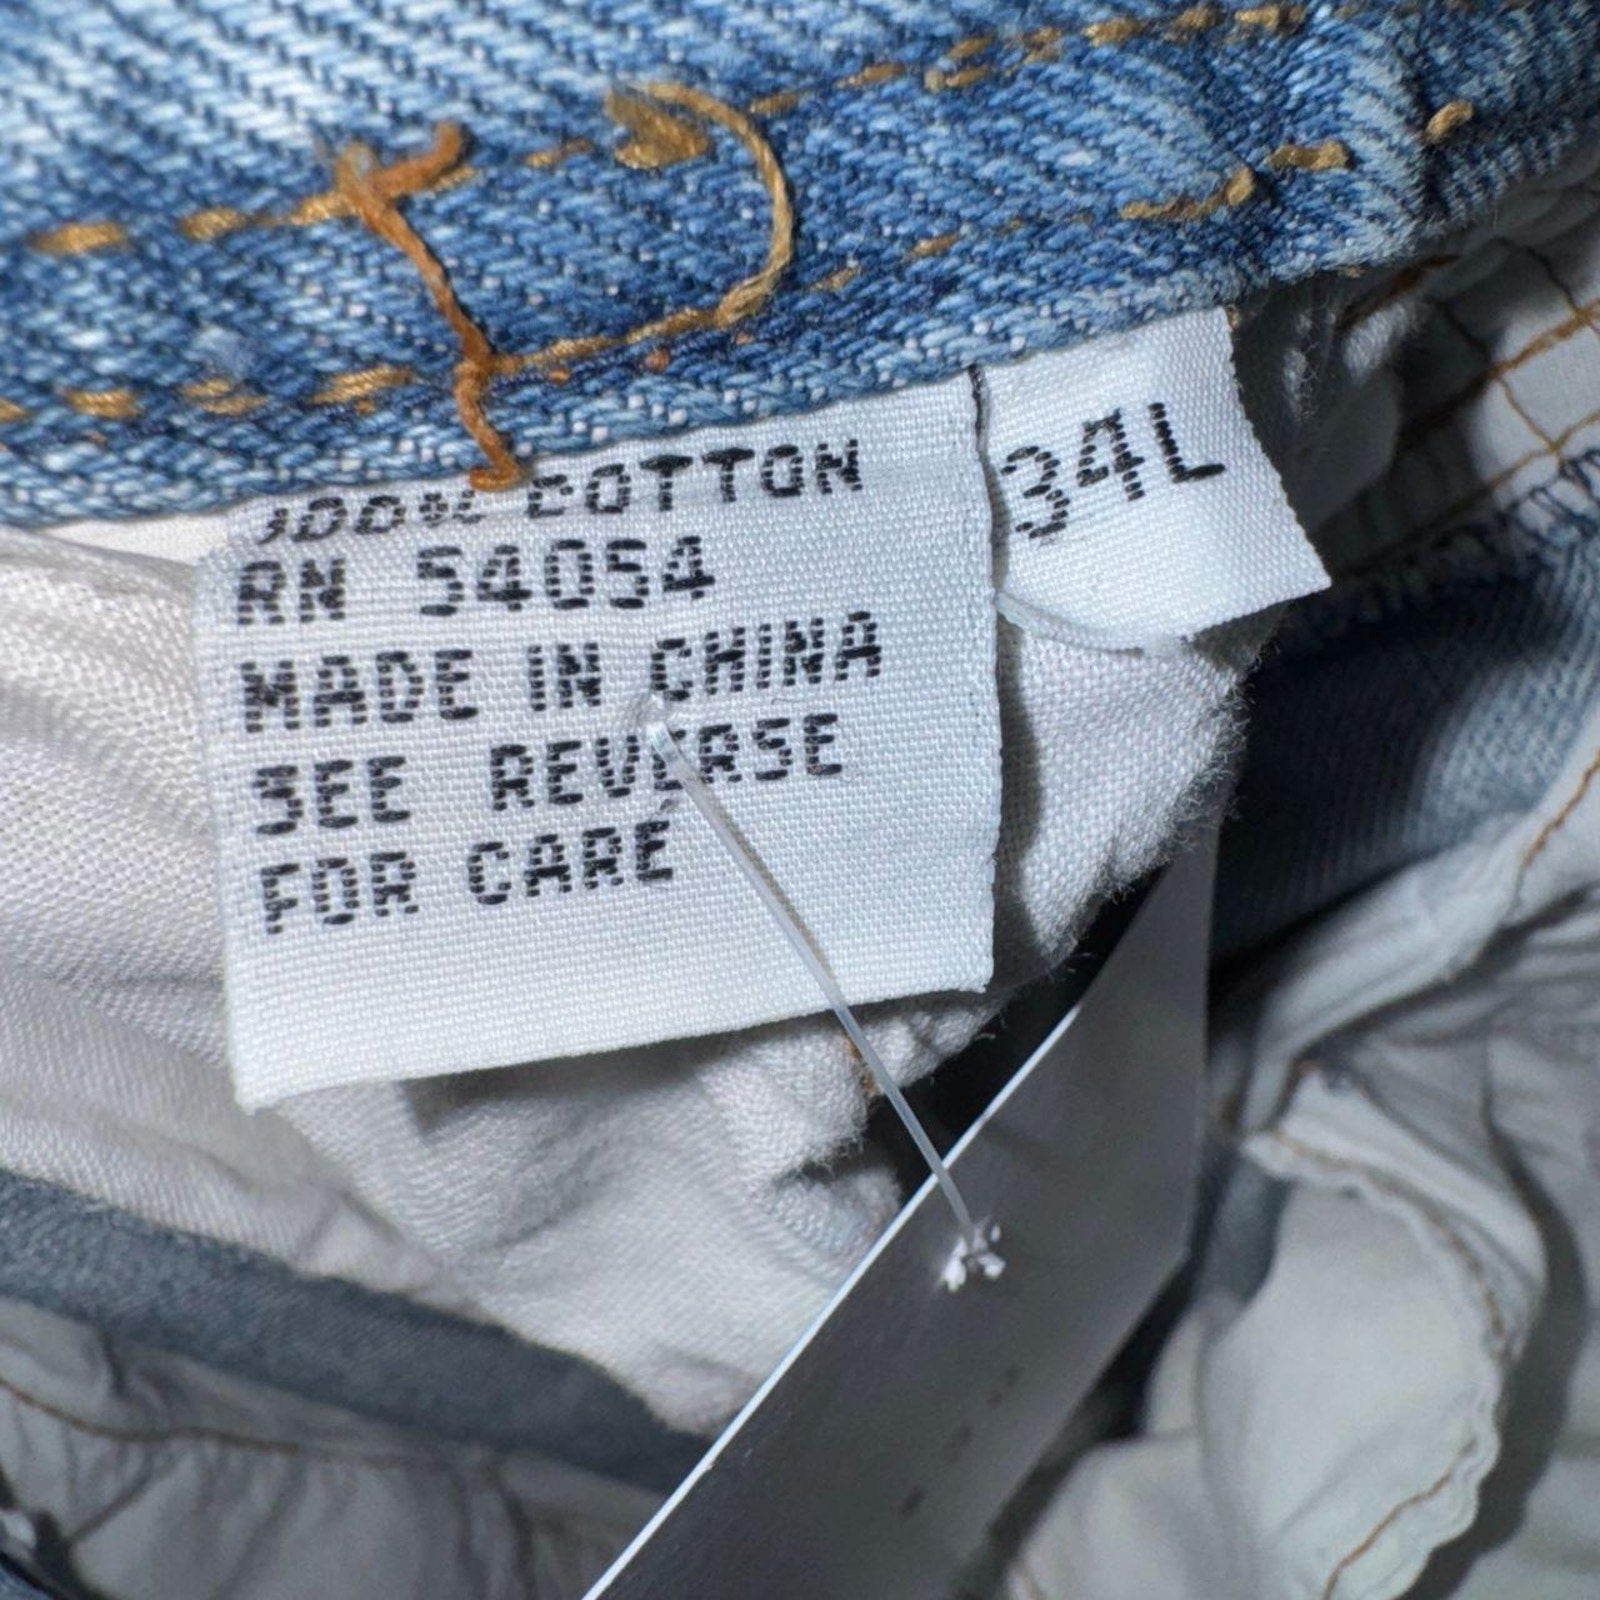 100% COTTON
RN 54054
MADE IN CHINA
SEE REVERSE
FOR CARE
34L